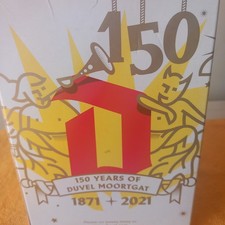 150
150 YEARS OF
DUVEL MOORTGAT
1871 + 2021